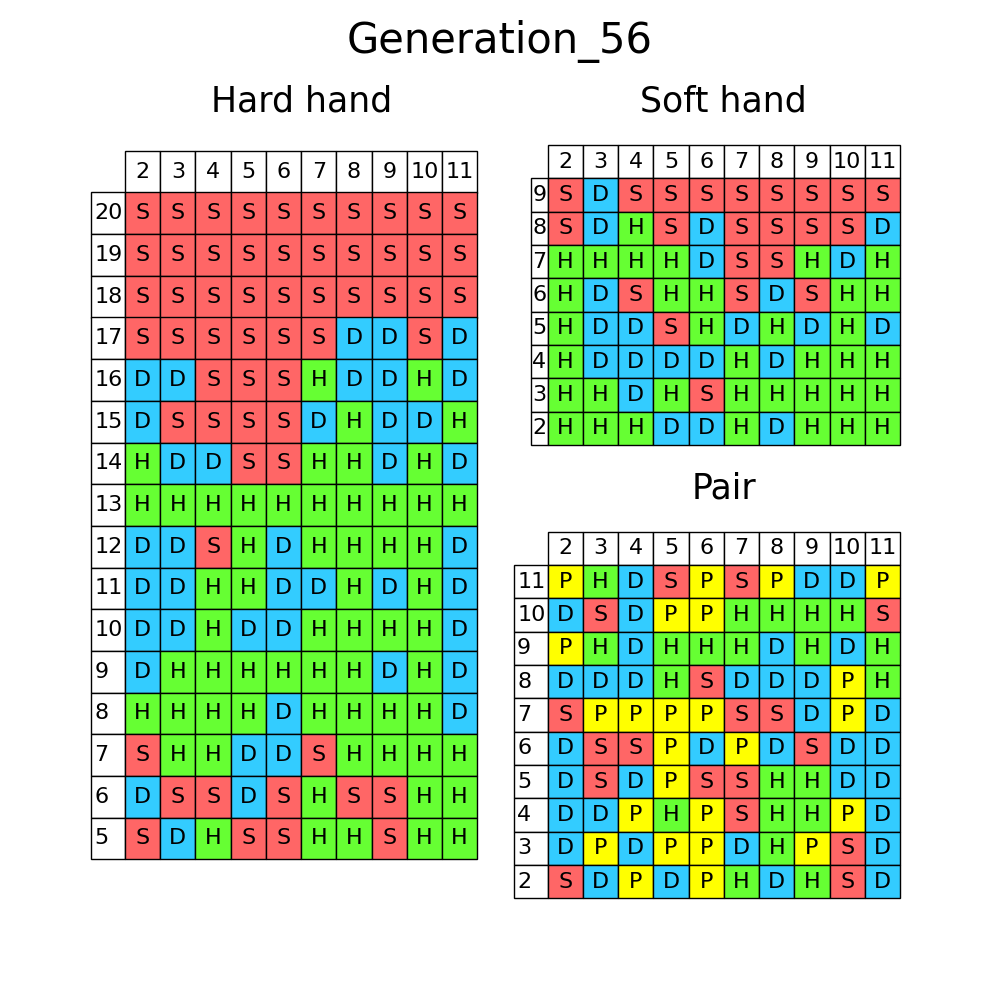 Generation_56
Hard hand
2 3 4 5 6 7 8 9 10 11
20 S S S S S S S S S S
19 S S S S S S S S S S
18 S S S S S S S S S S
17 S S S S S S D D S D
16 D D S S S H D D H D
15 D S S S S D H D D H
14 H D D S S H H D H D
13 H H H H H H H H H H
12 D D S H D H H H H D
11 D D H H D D H D H D
10 D D H D D H H H H D
9 D H H H H H H D H D
8 H H H H D H H H H D
7 S H H D D S H H H H
6 D S S D S H S S H H
5 S D H S S H H S H H
Soft hand
2 3 4 5 6 7 8 9 10 11
9 S D S S S S S S S S
8 S D H S D S S S S D
7 H H H H D S S H D H
6 H D S H H S D S H H
5 H D D S H D H D H D
4 H D D D D H D H H H
3 H H D H S H H H H H
2 H H H D D H D H H H
Pair
2 3 4 5 6 7 8 9 10 11
11 P H D S P S P D D P
10 D S D P P H H H H S
9 P H D H H H D H D H
8 D D D H S D D D P H
7 S P P P P S S D P D
6 D S S P D P D S D D
5 D S D P S S H H D D
4 D D P H P S H H P D
3 D P D P P D H P S D
2 S D P D P H D H S D